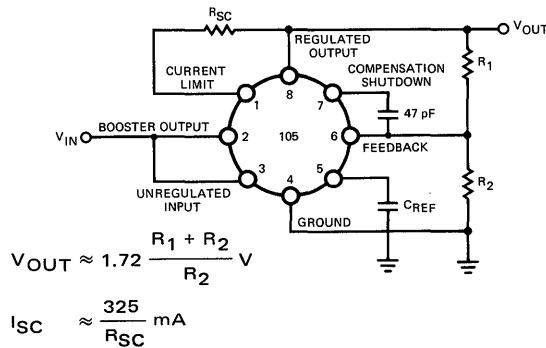 RSC
VOUT
REGULATED
OUTPUT
R1
CURRENT
LIMIT
COMPENSATION
SHUTDOWN
8
1
7
47 pF
VIN
BOOSTER OUTPUT
2
105
6
FEEDBACK
3
4
5
R2
UNREGULATED
INPUT
CREF
GROUND
VOUT ≈ 1.72 R1 + R2 / R2 V
ISC ≈ 325 / RSC mA